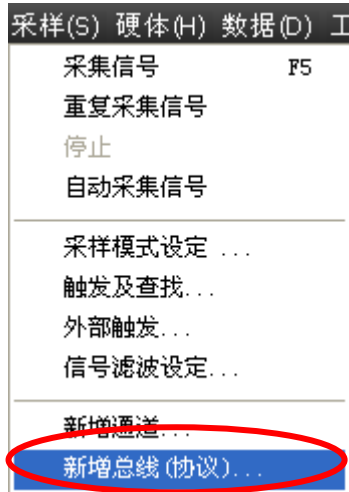 采样(S) 硬体(H) 数据(D) 工
采集信号 F5
重复采集信号
停止
自动采集信号
采样模式设定 ...
触发及查找...
外部触发...
信号滤波设定...
新增通道...
新增总线(协议)...